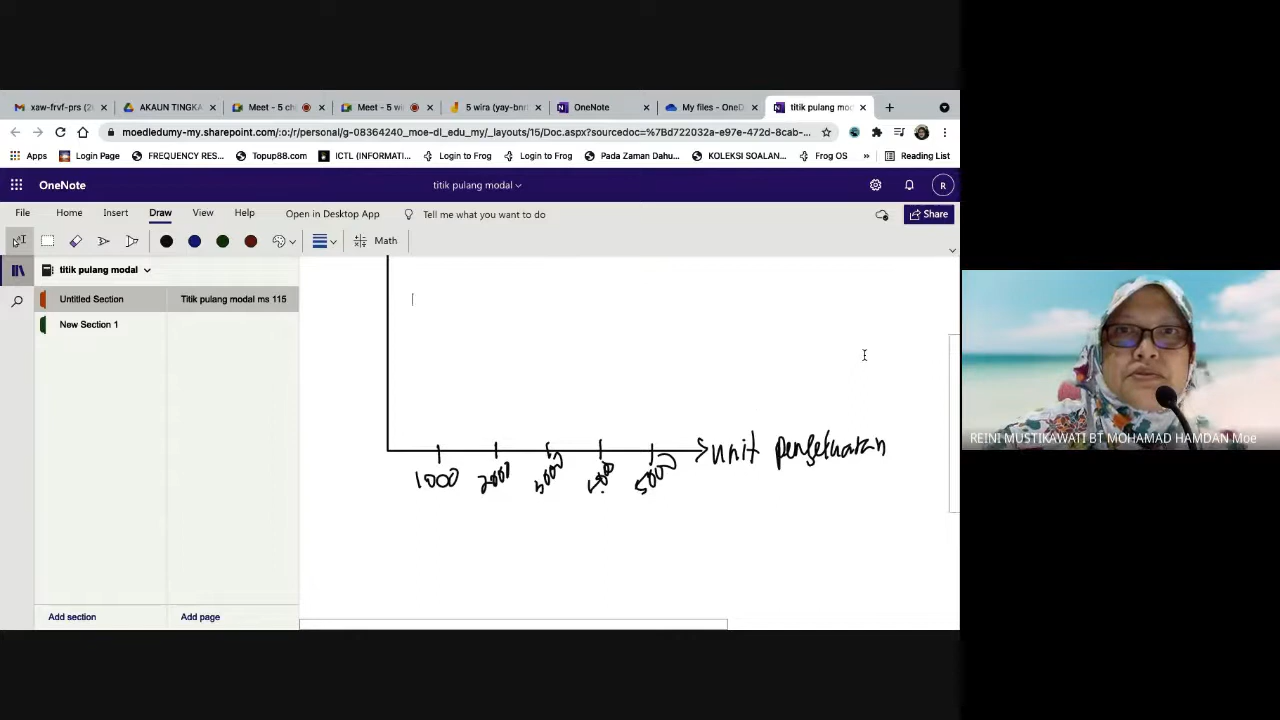 xaw-frvf-prs (2
AKAUN TINGKA
Meet - 5 ch
Meet - 5 wi
5 wira (yay-bnr
OneNote
My files - OneD
titik pulang mod
moedledumy-my.sharepoint.com/:o:/r/personal/g-08364240_moe-dl_edu_my/_layouts/15/Doc.aspx?sourcedoc=%7Bd722032a-e97e-472d-8cab-...
Apps
Login Page
FREQUENCY RES...
Topup88.com
ICTL (INFORMATI...
Login to Frog
Login to Frog
Pada Zaman Dahu...
KOLEKSI SOALAN...
Frog OS
»
Reading List
OneNote
titik pulang modal
R
File
Home
Insert
Draw
View
Help
Open in Desktop App
Tell me what you want to do
Share
Math
titik pulang modal
Untitled Section
Titik pulang modal ms 115
New Section 1
unit pengeluaran
1000 2000 3000 5000
REINI MUSTIKAWATI BT MOHAMAD HAMDAN Moe
Add section
Add page